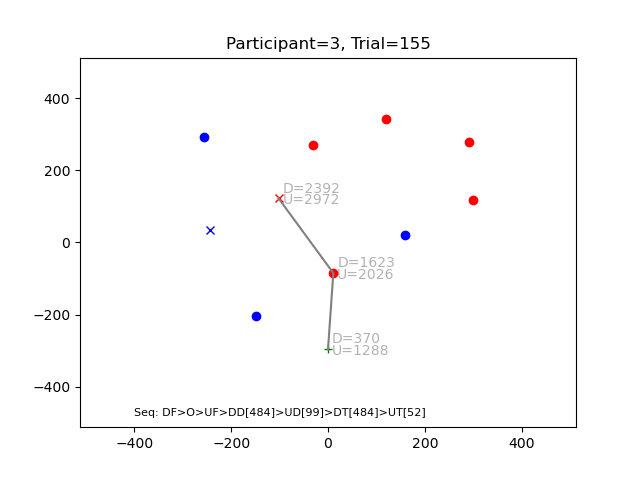 Participant=3, Trial=155
400
200
0
−200
−400
D=2392
U=2972
D=1623
U=2026
D=370
U=1288
Seq: DF>O>UF>DD[484]>UD[99]>DT[484]>UT[52]
−400 −200 0 200 400